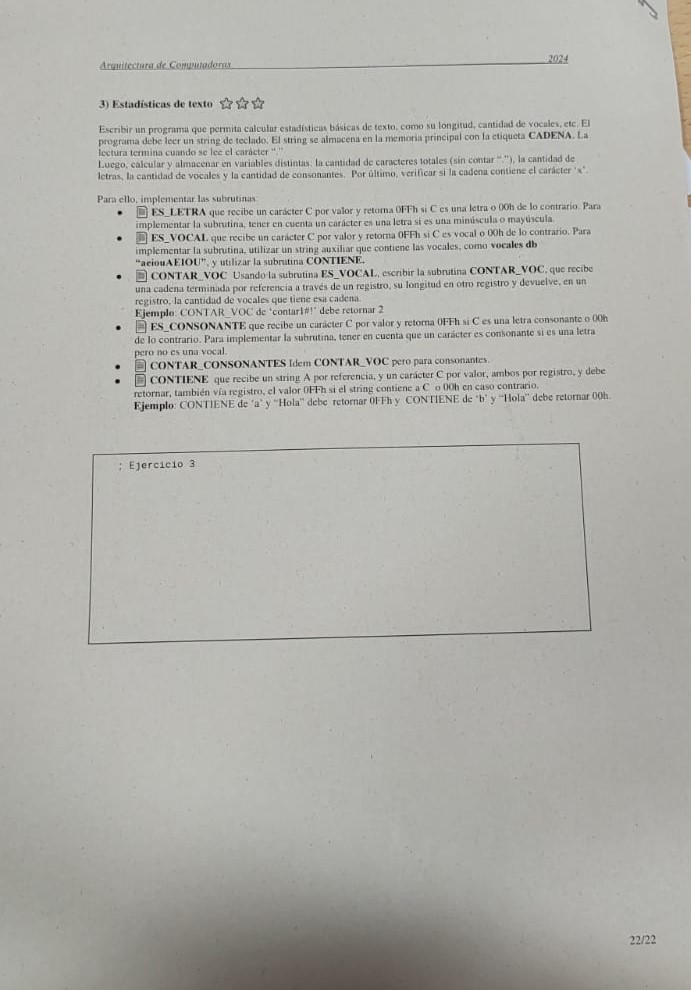 Arquitectura de Computadoras 2024
3) Estadísticas de texto ☆☆☆
Escribir un programa que permita calcular estadísticas básicas de texto, como su longitud, cantidad de vocales, etc. El
programa debe leer un string de teclado. El string se almacena en la memoria principal con la etiqueta CADENA. La
lectura termina cuando se lee el carácter "."
Luego, calcular y almacenar en variables distintas: la cantidad de caracteres totales (sin contar "."), la cantidad de
letras, la cantidad de vocales y la cantidad de consonantes. Por último, verificar si la cadena contiene el carácter 'x'.
Para ello, implementar las subrutinas:
● ES_LETRA que recibe un carácter C por valor y retorna 0FFh si C es una letra o 00h de lo contrario. Para
implementar la subrutina, tener en cuenta un carácter es una letra si es una minúscula o mayúscula.
● ES_VOCAL que recibe un carácter C por valor y retorna 0FFh si C es vocal o 00h de lo contrario. Para
implementar la subrutina, utilizar un string auxiliar que contiene las vocales, como vocales db
"aeiouAEIOU", y utilizar la subrutina CONTIENE.
● CONTAR_VOC Usando la subrutina ES_VOCAL, escribir la subrutina CONTAR_VOC, que recibe
una cadena terminada por referencia a través de un registro, su longitud en otro registro y devuelve, en un
registro, la cantidad de vocales que tiene esa cadena.
Ejemplo: CONTAR_VOC de 'contar1#!' debe retornar 2
● ES_CONSONANTE que recibe un carácter C por valor y retorna 0FFh si C es una letra consonante o 00h
de lo contrario. Para implementar la subrutina, tener en cuenta que un carácter es consonante si es una letra
pero no es una vocal.
● CONTAR_CONSONANTES Idem CONTAR_VOC pero para consonantes.
● CONTIENE que recibe un string A por referencia, y un carácter C por valor, ambos por registro, y debe
retornar, también vía registro, el valor 0FFh si el string contiene a C o 00h en caso contrario.
Ejemplo: CONTIENE de 'a' y "Hola" debe retornar 0FFh y CONTIENE de 'b' y "Hola" debe retornar 00h.
; Ejercicio 3
22/22